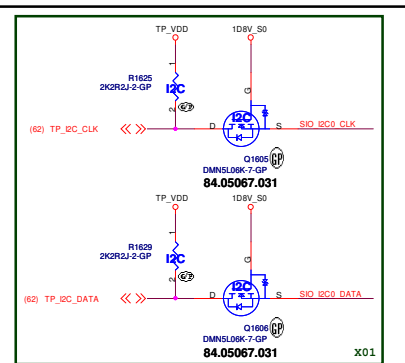 TP_VDD 1D8V_S0
1
R1625
2K2R2J-2-GP
I2C
2
G/P
G
I2C
(62) TP_I2C_CLK
D
S
SIO_I2C0_CLK
Q1605 GP
DMN5L06K-7-GP
84.05067.031
TP_VDD 1D8V_S0
1
R1629
2K2R2J-2-GP
I2C
2
G/P
G
I2C
(62) TP_I2C_DATA
D
S
SIO_I2C0_DATA
Q1606 GP
DMN5L06K-7-GP
84.05067.031
X01